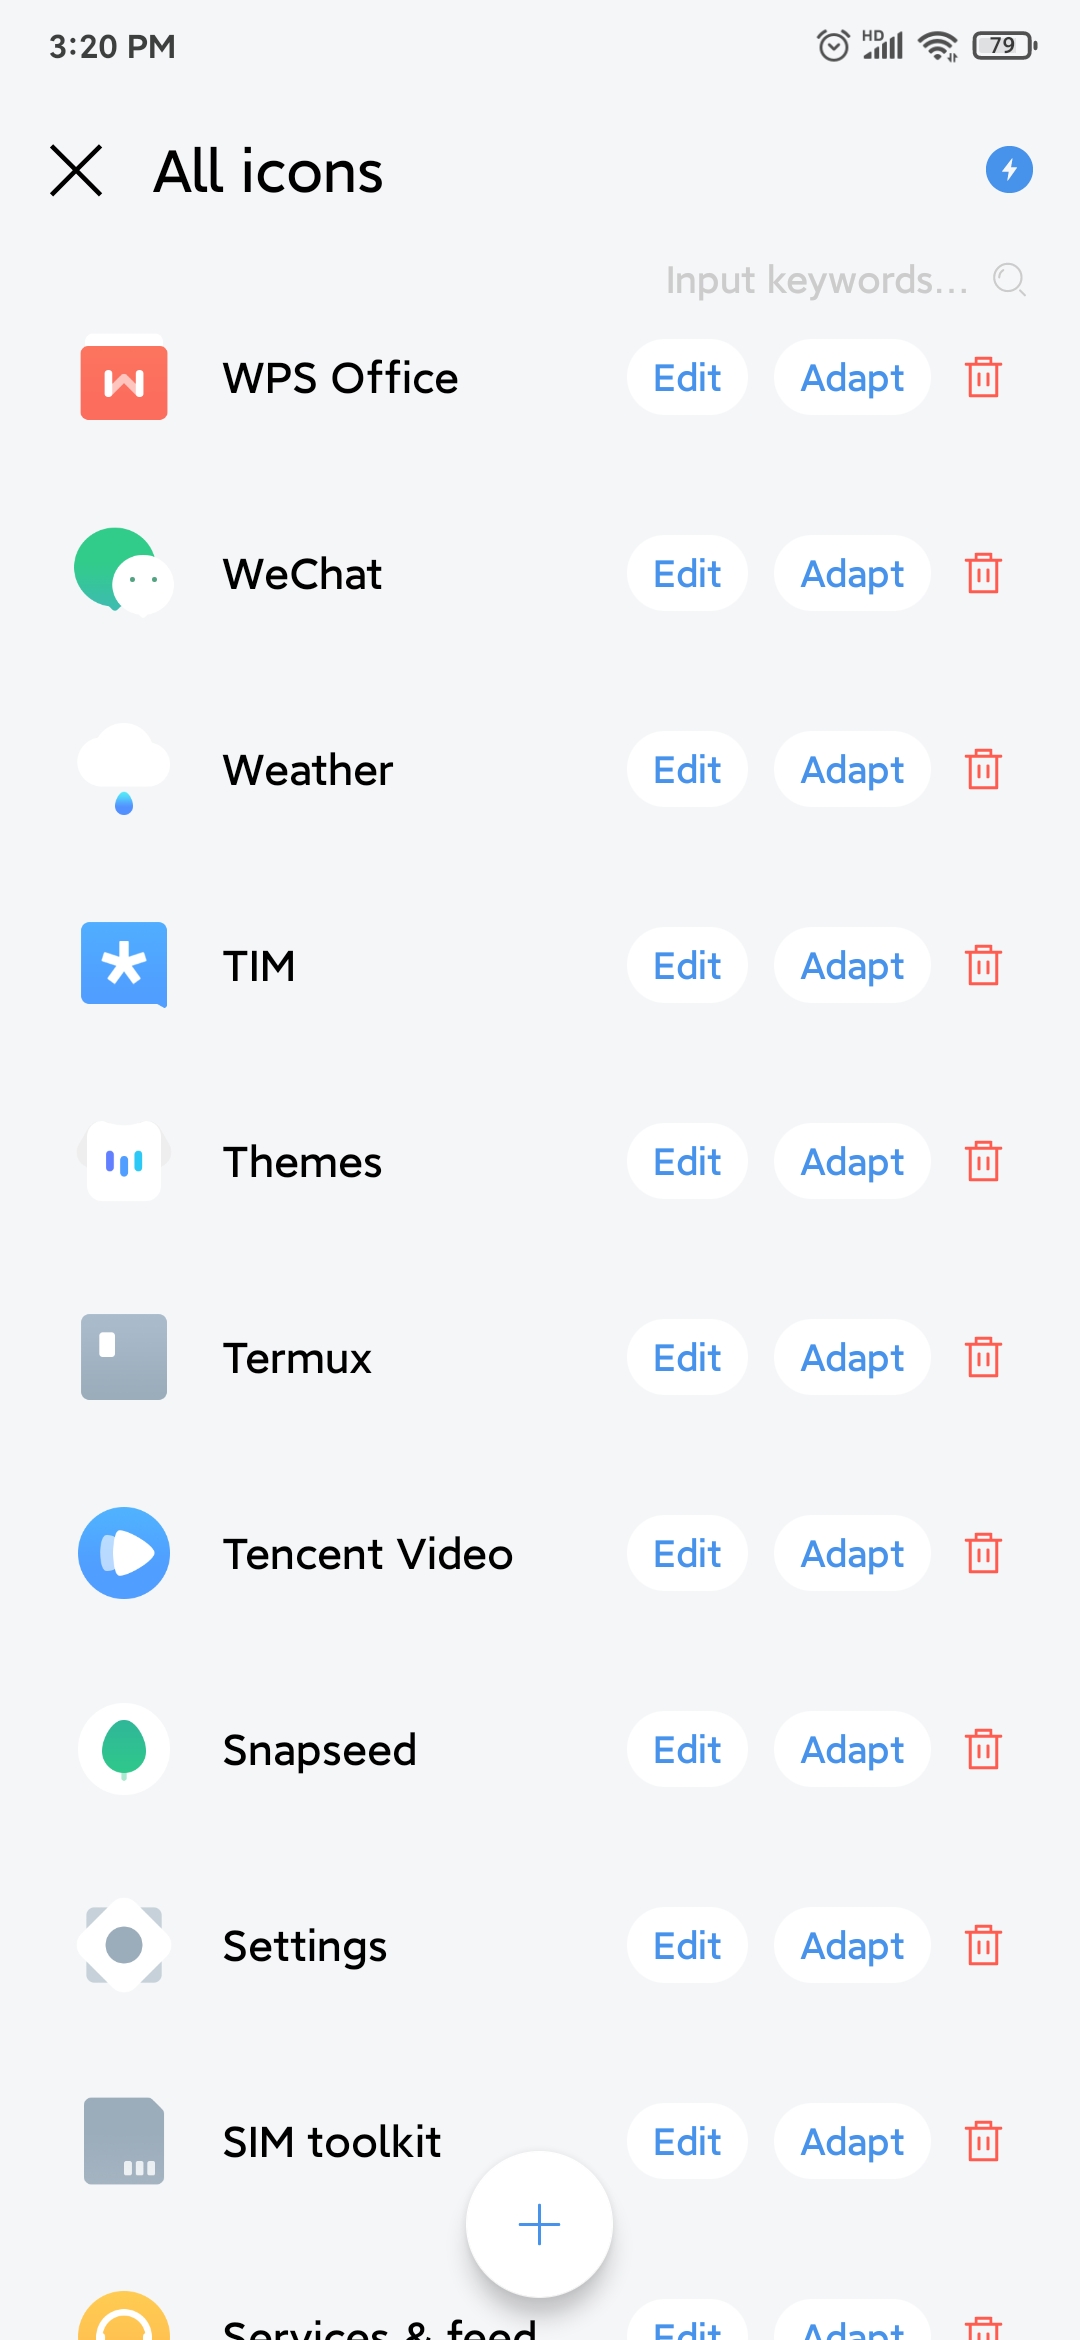 3:20 PM
HD
79
All icons
Input keywords...
WPS Office Edit Adapt
WeChat Edit Adapt
Weather Edit Adapt
TIM Edit Adapt
Themes Edit Adapt
Termux Edit Adapt
Tencent Video Edit Adapt
Snapseed Edit Adapt
Settings Edit Adapt
SIM toolkit Edit Adapt
Services & feed Edit Adapt